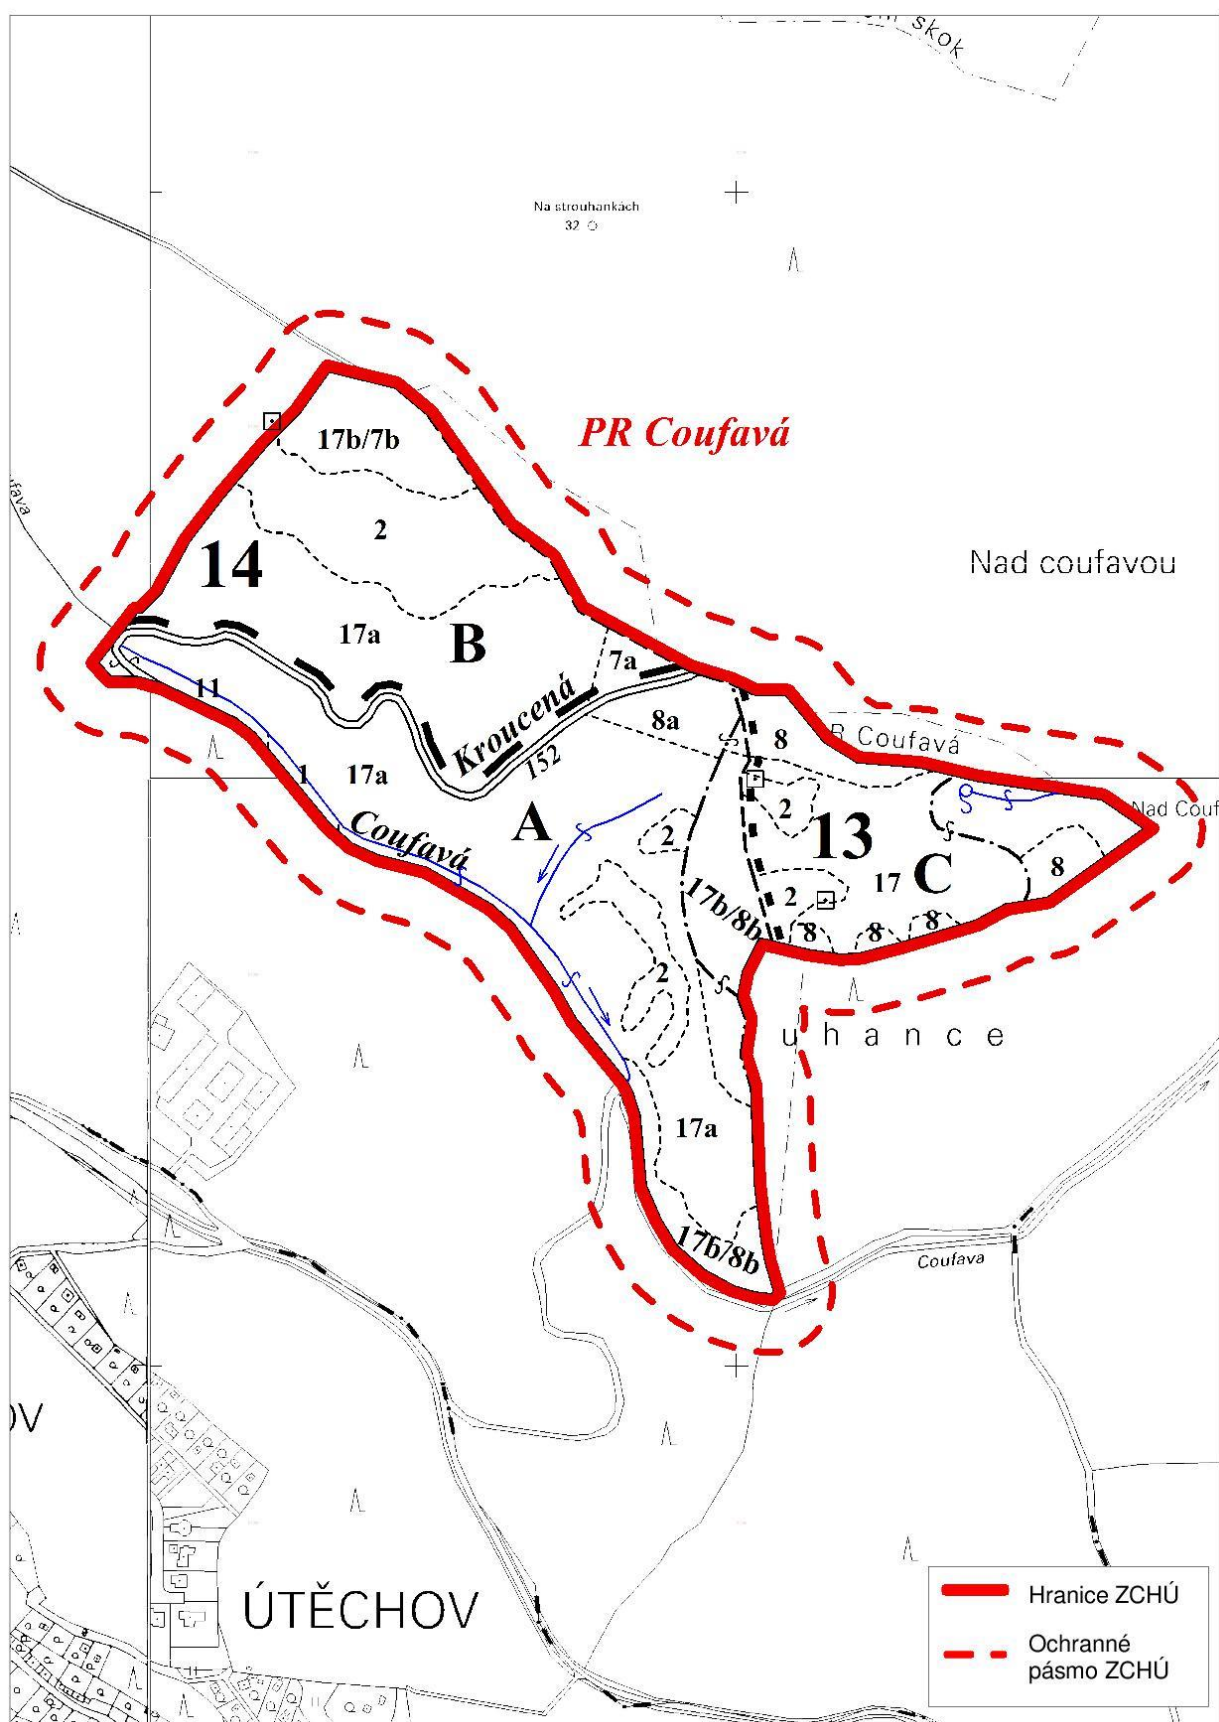 skok
Na strouhankách
32
PR Coufavá
17b/7b
2
14
Nad coufavou
17a
B
7a
11
Kroucená
8a
8
R Coufavá
152
1
17a
Nad Couf
Coufavá
A
2
2
13
8
17
C
17b/8b
2
8
8
8
2
uhance
17a
17b/8b
Coufava
OV
ÚTĚCHOV
Hranice ZCHÚ
Ochranné
pásmo ZCHÚ